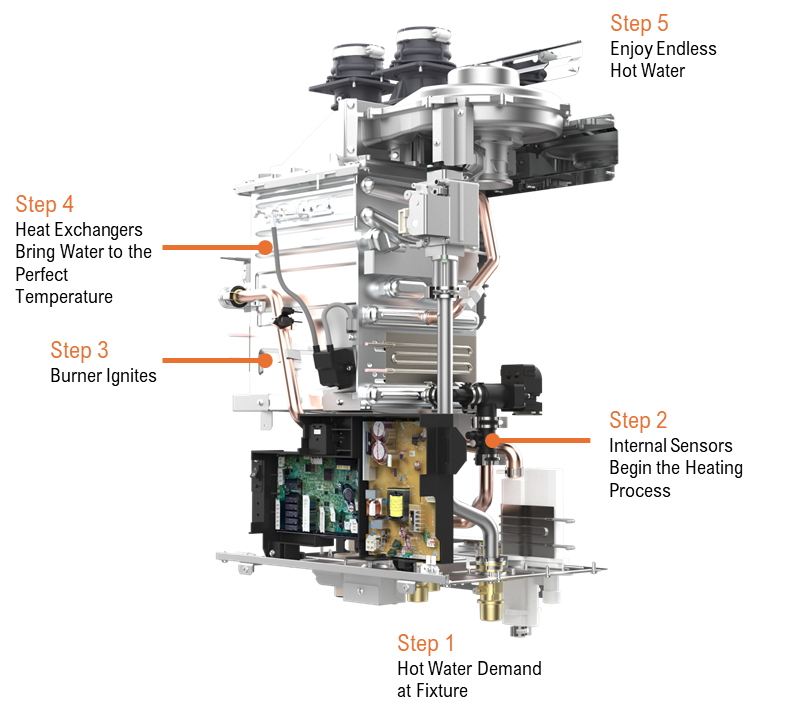 Step 5
Enjoy Endless
Hot Water
Step 4
Heat Exchangers
Bring Water to the
Perfect
Temperature
Step 3
Burner Ignites
Step 2
Internal Sensors
Begin the Heating
Process
Step 1
Hot Water Demand
at Fixture